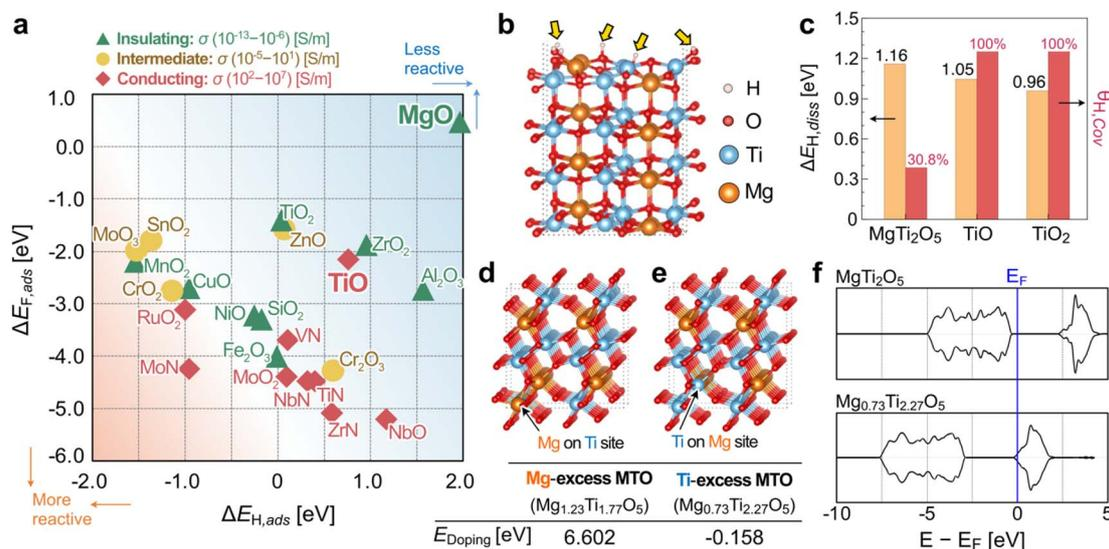 a
▲ Insulating: σ (10⁻¹³–10⁻⁶) [S/m]
● Intermediate: σ (10⁻⁵–10¹) [S/m]
◆ Conducting: σ (10²–10⁷) [S/m]
Less
reactive
1.0
0.0
-1.0
-2.0
-3.0
-4.0
-5.0
-6.0
ΔE_F,ads [eV]
MgO
SnO₂
MoO₃
TiO₂
ZnO
ZrO₂
MnO₂
CuO
TiO
Al₂O₃
CrO₂
RuO₂
NiO
SiO₂
VN
Fe₂O₃
Cr₂O₃
MoN
MoO₂
NbN
TiN
ZrN
NbO
-2.0 -1.0 0.0 1.0 2.0
ΔE_H,ads [eV]
More
reactive
b
H
O
Ti
Mg
c
ΔE_H,diss [eV]
1.2
0.9
0.6
0.3
0
1.16
30.8%
1.05
100%
0.96
100%
θ_H,Cov
MgTi₂O₅ TiO TiO₂
d
Mg on Ti site
e
Ti on Mg site
Mg-excess MTO Ti-excess MTO
(Mg₁.₂₃Ti₁.₇₇O₅) (Mg₀.₇₃Ti₂.₂₇O₅)
E_Doping [eV] 6.602 -0.158
f
MgTi₂O₅
E_F
Mg₀.₇₃Ti₂.₂₇O₅
-10 -5 0 5
E − E_F [eV]